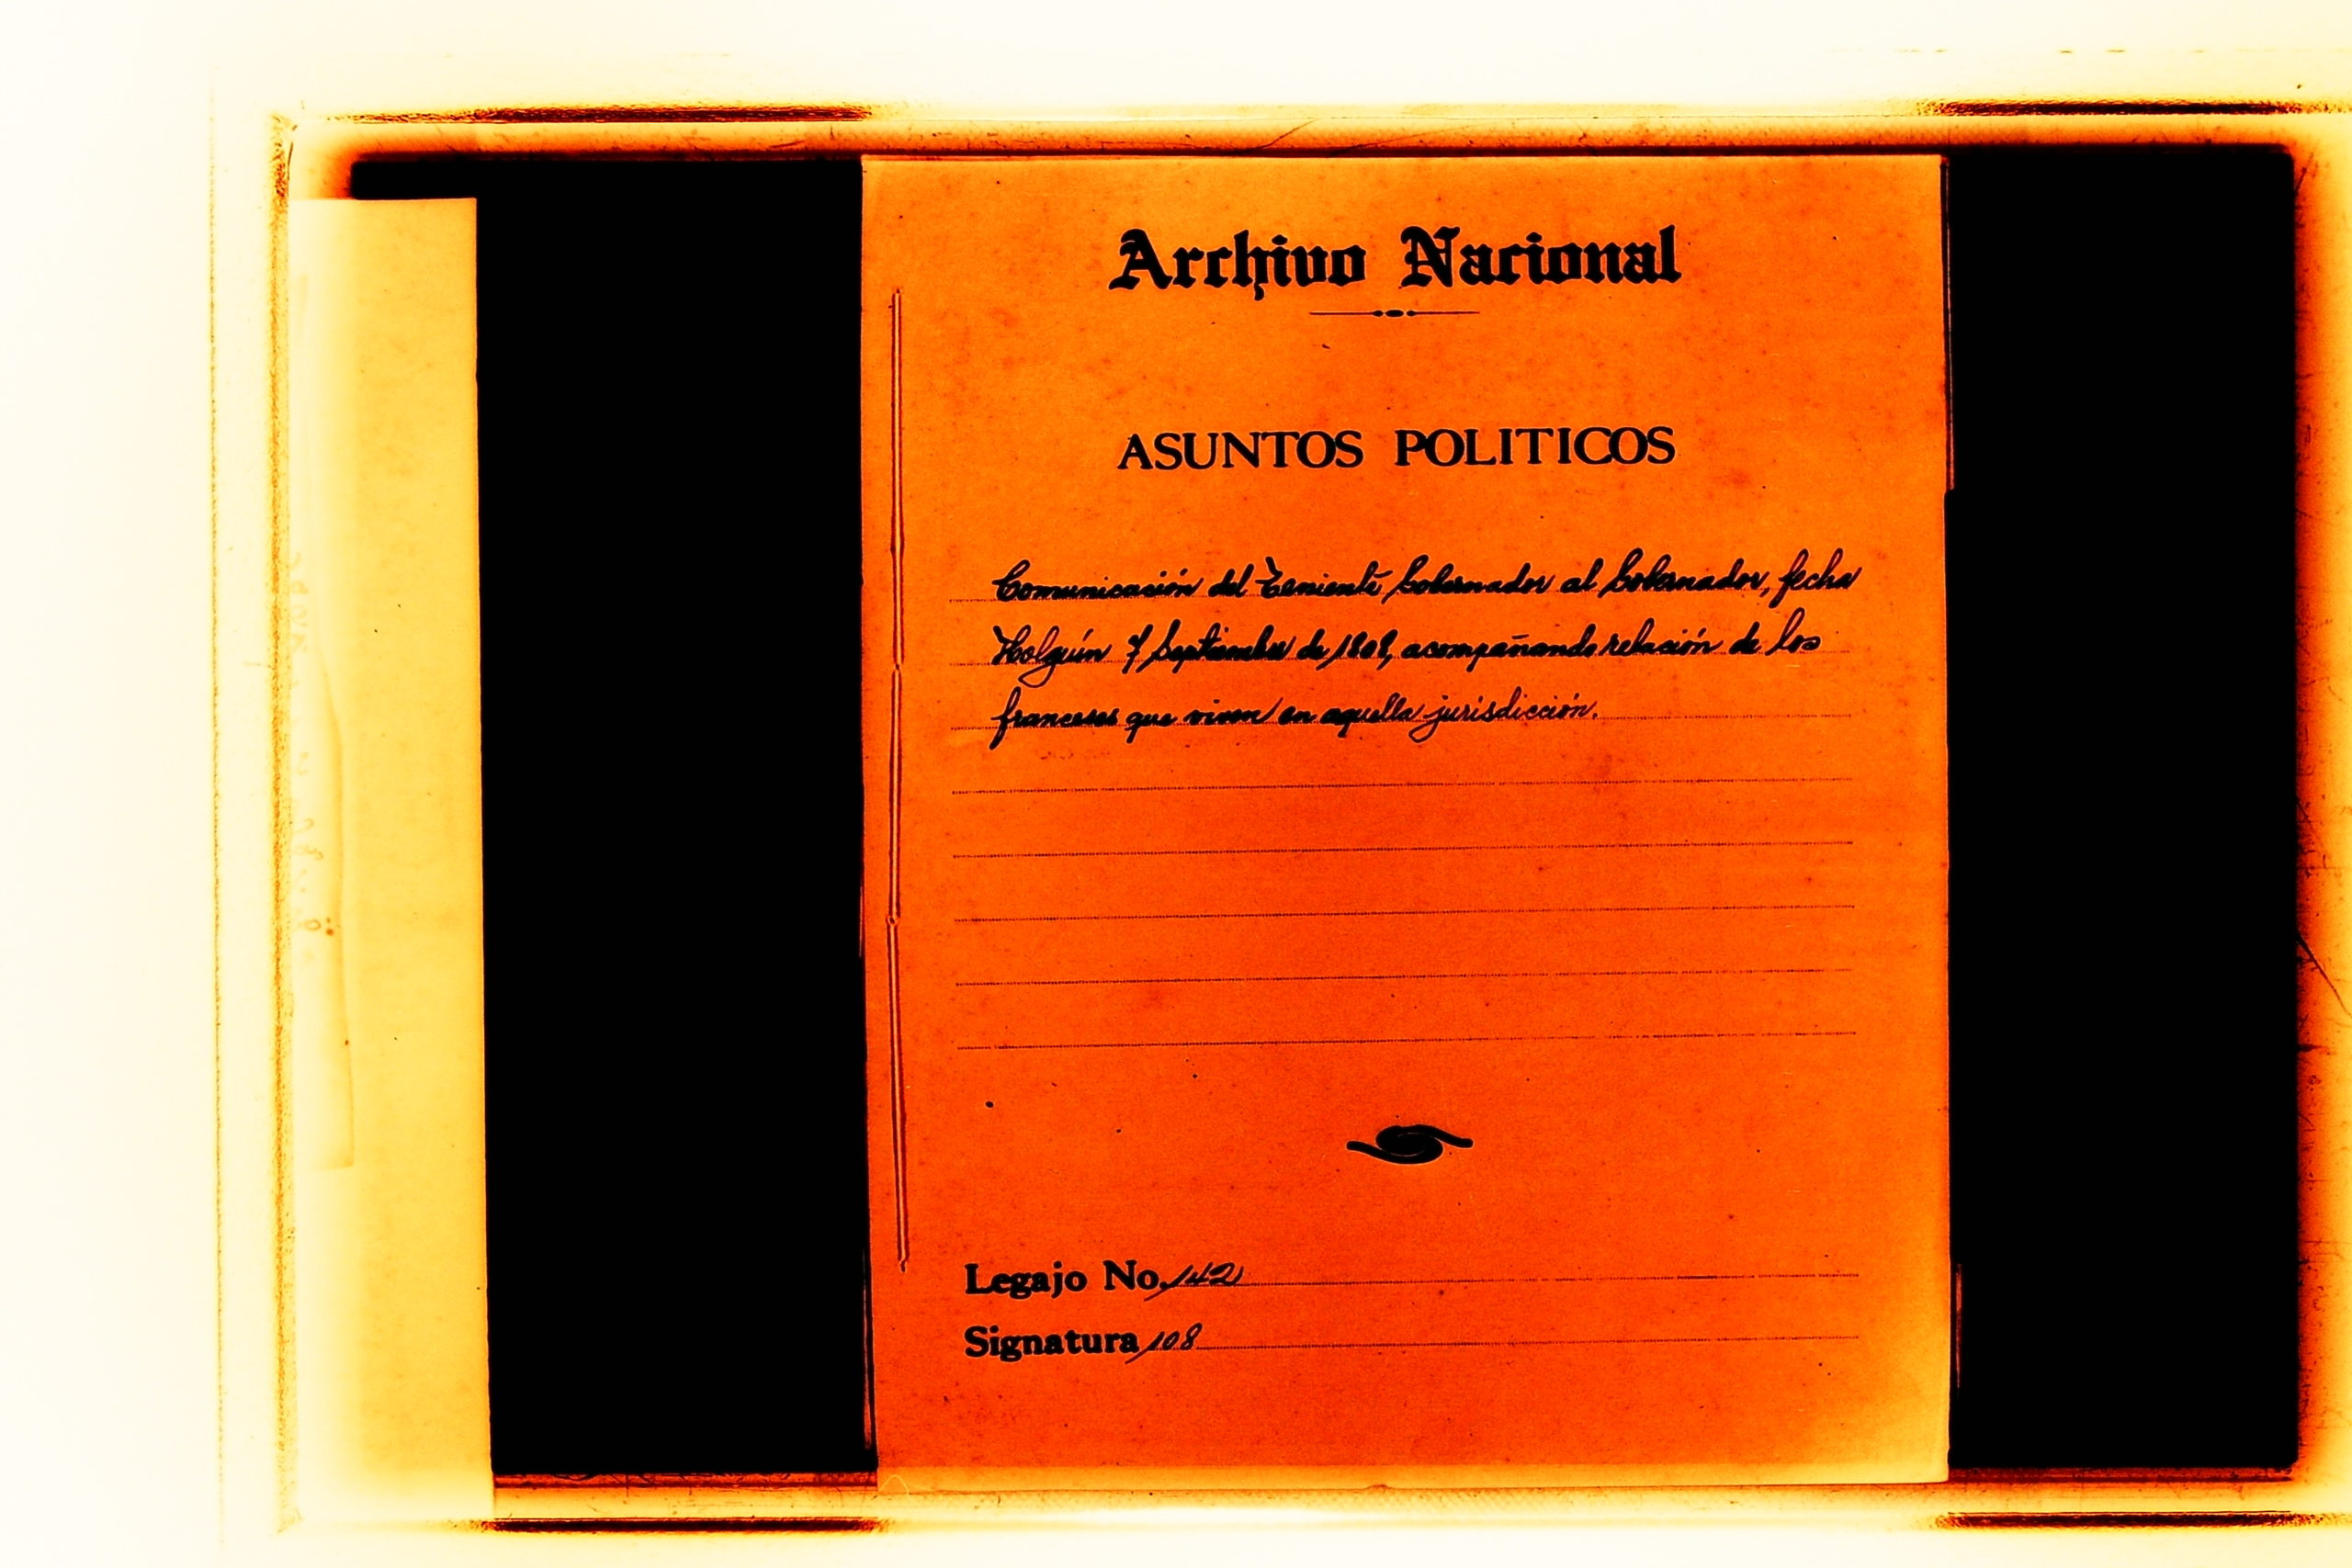 Archivo Nacional
ASUNTOS POLITICOS
Comunicación del Teniente Gobernador al Gobernador, fecha
Holguín 7 Septiembre de 1808, acompañando relación de los
franceses que viven en aquella jurisdicción.
Legajo No. 142
Signatura 108